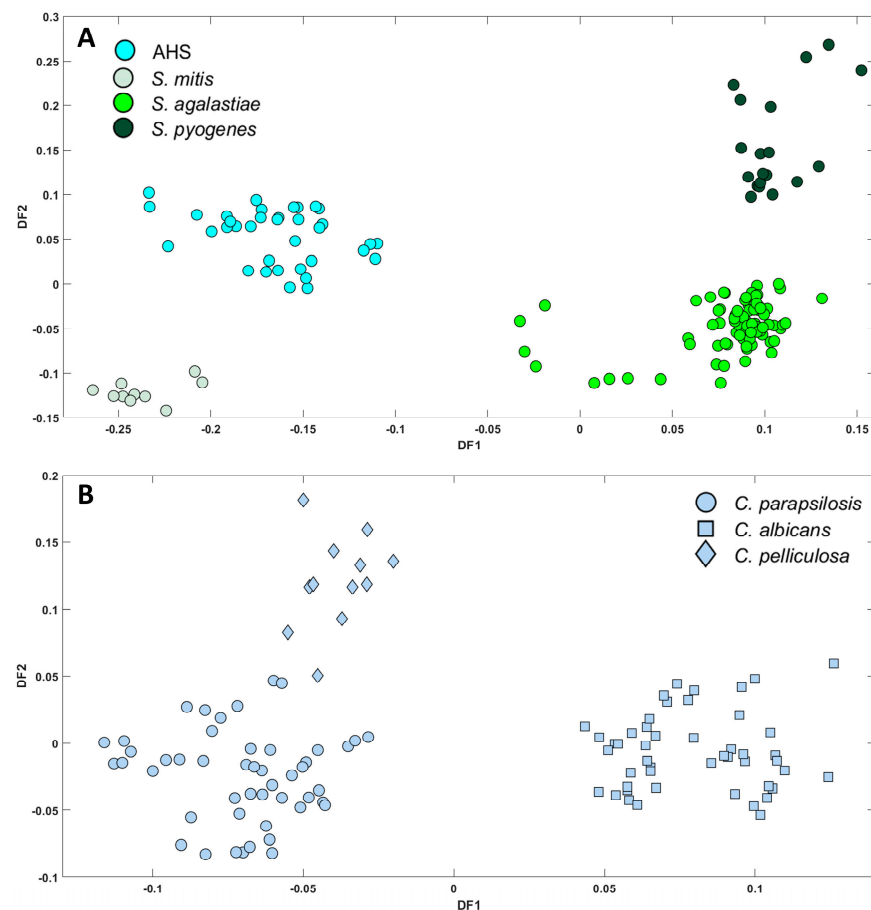 A
AHS
S. mitis
S. agalastiae
S. pyogenes
0.3
0.25
0.2
0.15
0.1
0.05
0
-0.05
-0.1
-0.15
DF2
-0.25
-0.2
-0.15
-0.1
-0.05
0
0.05
0.1
0.15
DF1
B
C. parapsilosis
C. albicans
C. pelliculosa
0.2
0.15
0.1
0.05
0
-0.05
-0.1
DF2
-0.1
-0.05
0
0.05
0.1
DF1